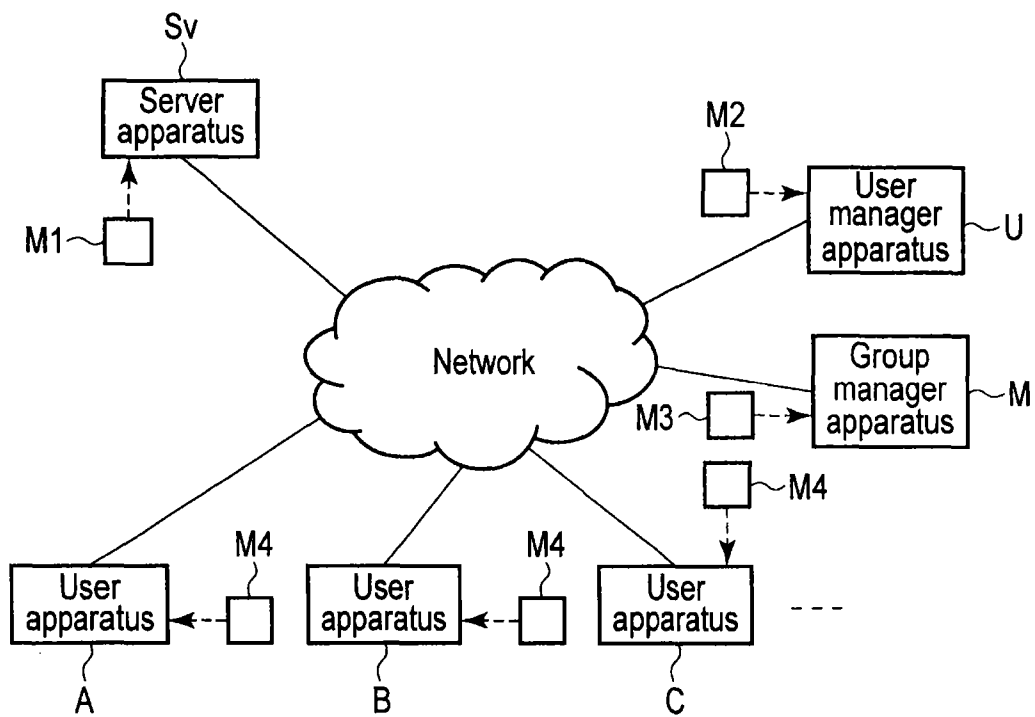 Sv
Server
apparatus
M1
M2
User
manager
apparatus
U
Network
Group
manager
apparatus
M
M3
M4
M4
User
apparatus
A
M4
User
apparatus
B
User
apparatus
C